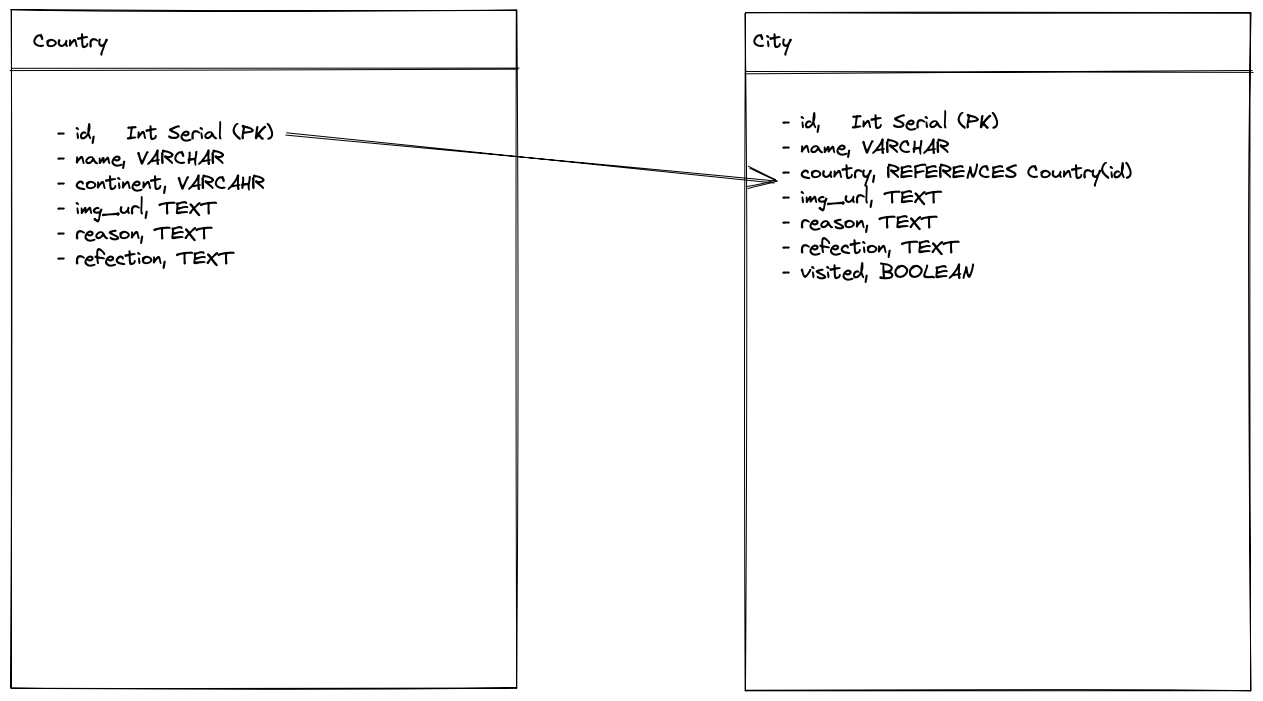 Country
- id, Int Serial (PK)
- name, VARCHAR
- continent, VARCAHR
- img_url, TEXT
- reason, TEXT
- refection, TEXT
City
- id, Int Serial (PK)
- name, VARCHAR
- country, REFERENCES Country(id)
- img_url, TEXT
- reason, TEXT
- refection, TEXT
- visited, BOOLEAN